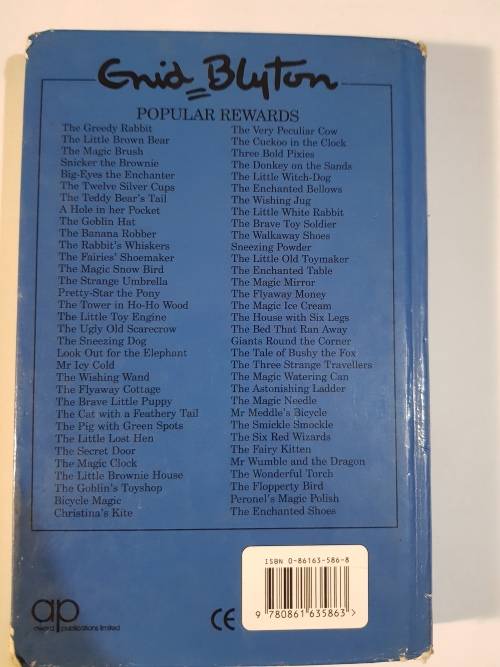 Enid Blyton
POPULAR REWARDS
The Greedy Rabbit
The Little Brown Bear
The Magic Brush
Snicker the Brownie
Big-Eyes the Enchanter
The Twelve Silver Cups
The Teddy Bear's Tail
A Hole in her Pocket
The Goblin Hat
The Banana Robber
The Rabbit's Whiskers
The Fairies' Shoemaker
The Magic Snow Bird
The Strange Umbrella
Pretty-Star the Pony
The Tower in Ho-Ho Wood
The Little Toy Engine
The Ugly Old Scarecrow
The Sneezing Dog
Look Out for the Elephant
Mr Icy Cold
The Wishing Wand
The Flyaway Cottage
The Brave Little Puppy
The Cat with a Feathery Tail
The Pig with Green Spots
The Little Lost Hen
The Secret Door
The Magic Clock
The Little Brownie House
The Goblin's Toyshop
Bicycle Magic
Christina's Kite
The Very Peculiar Cow
The Cuckoo in the Clock
Three Bold Pixies
The Donkey on the Sands
The Little Witch-Dog
The Enchanted Bellows
The Wishing Jug
The Little White Rabbit
The Brave Toy Soldier
The Walkaway Shoes
Sneezing Powder
The Little Old Toymaker
The Enchanted Table
The Magic Mirror
The Flyaway Money
The Magic Ice Cream
The House with Six Legs
The Bed That Ran Away
Giants Round the Corner
The Tale of Bushy the Fox
The Three Strange Travellers
The Magic Watering Can
The Astonishing Ladder
The Magic Needle
Mr Meddle's Bicycle
The Smickle Smockle
The Six Red Wizards
The Fairy Kitten
Mr Wumble and the Dragon
The Wonderful Torch
The Flopperty Bird
Peronel's Magic Polish
The Enchanted Shoes
ISBN 0-86163-586-8
9 780861 635863 >
ap
award publications limited
CE